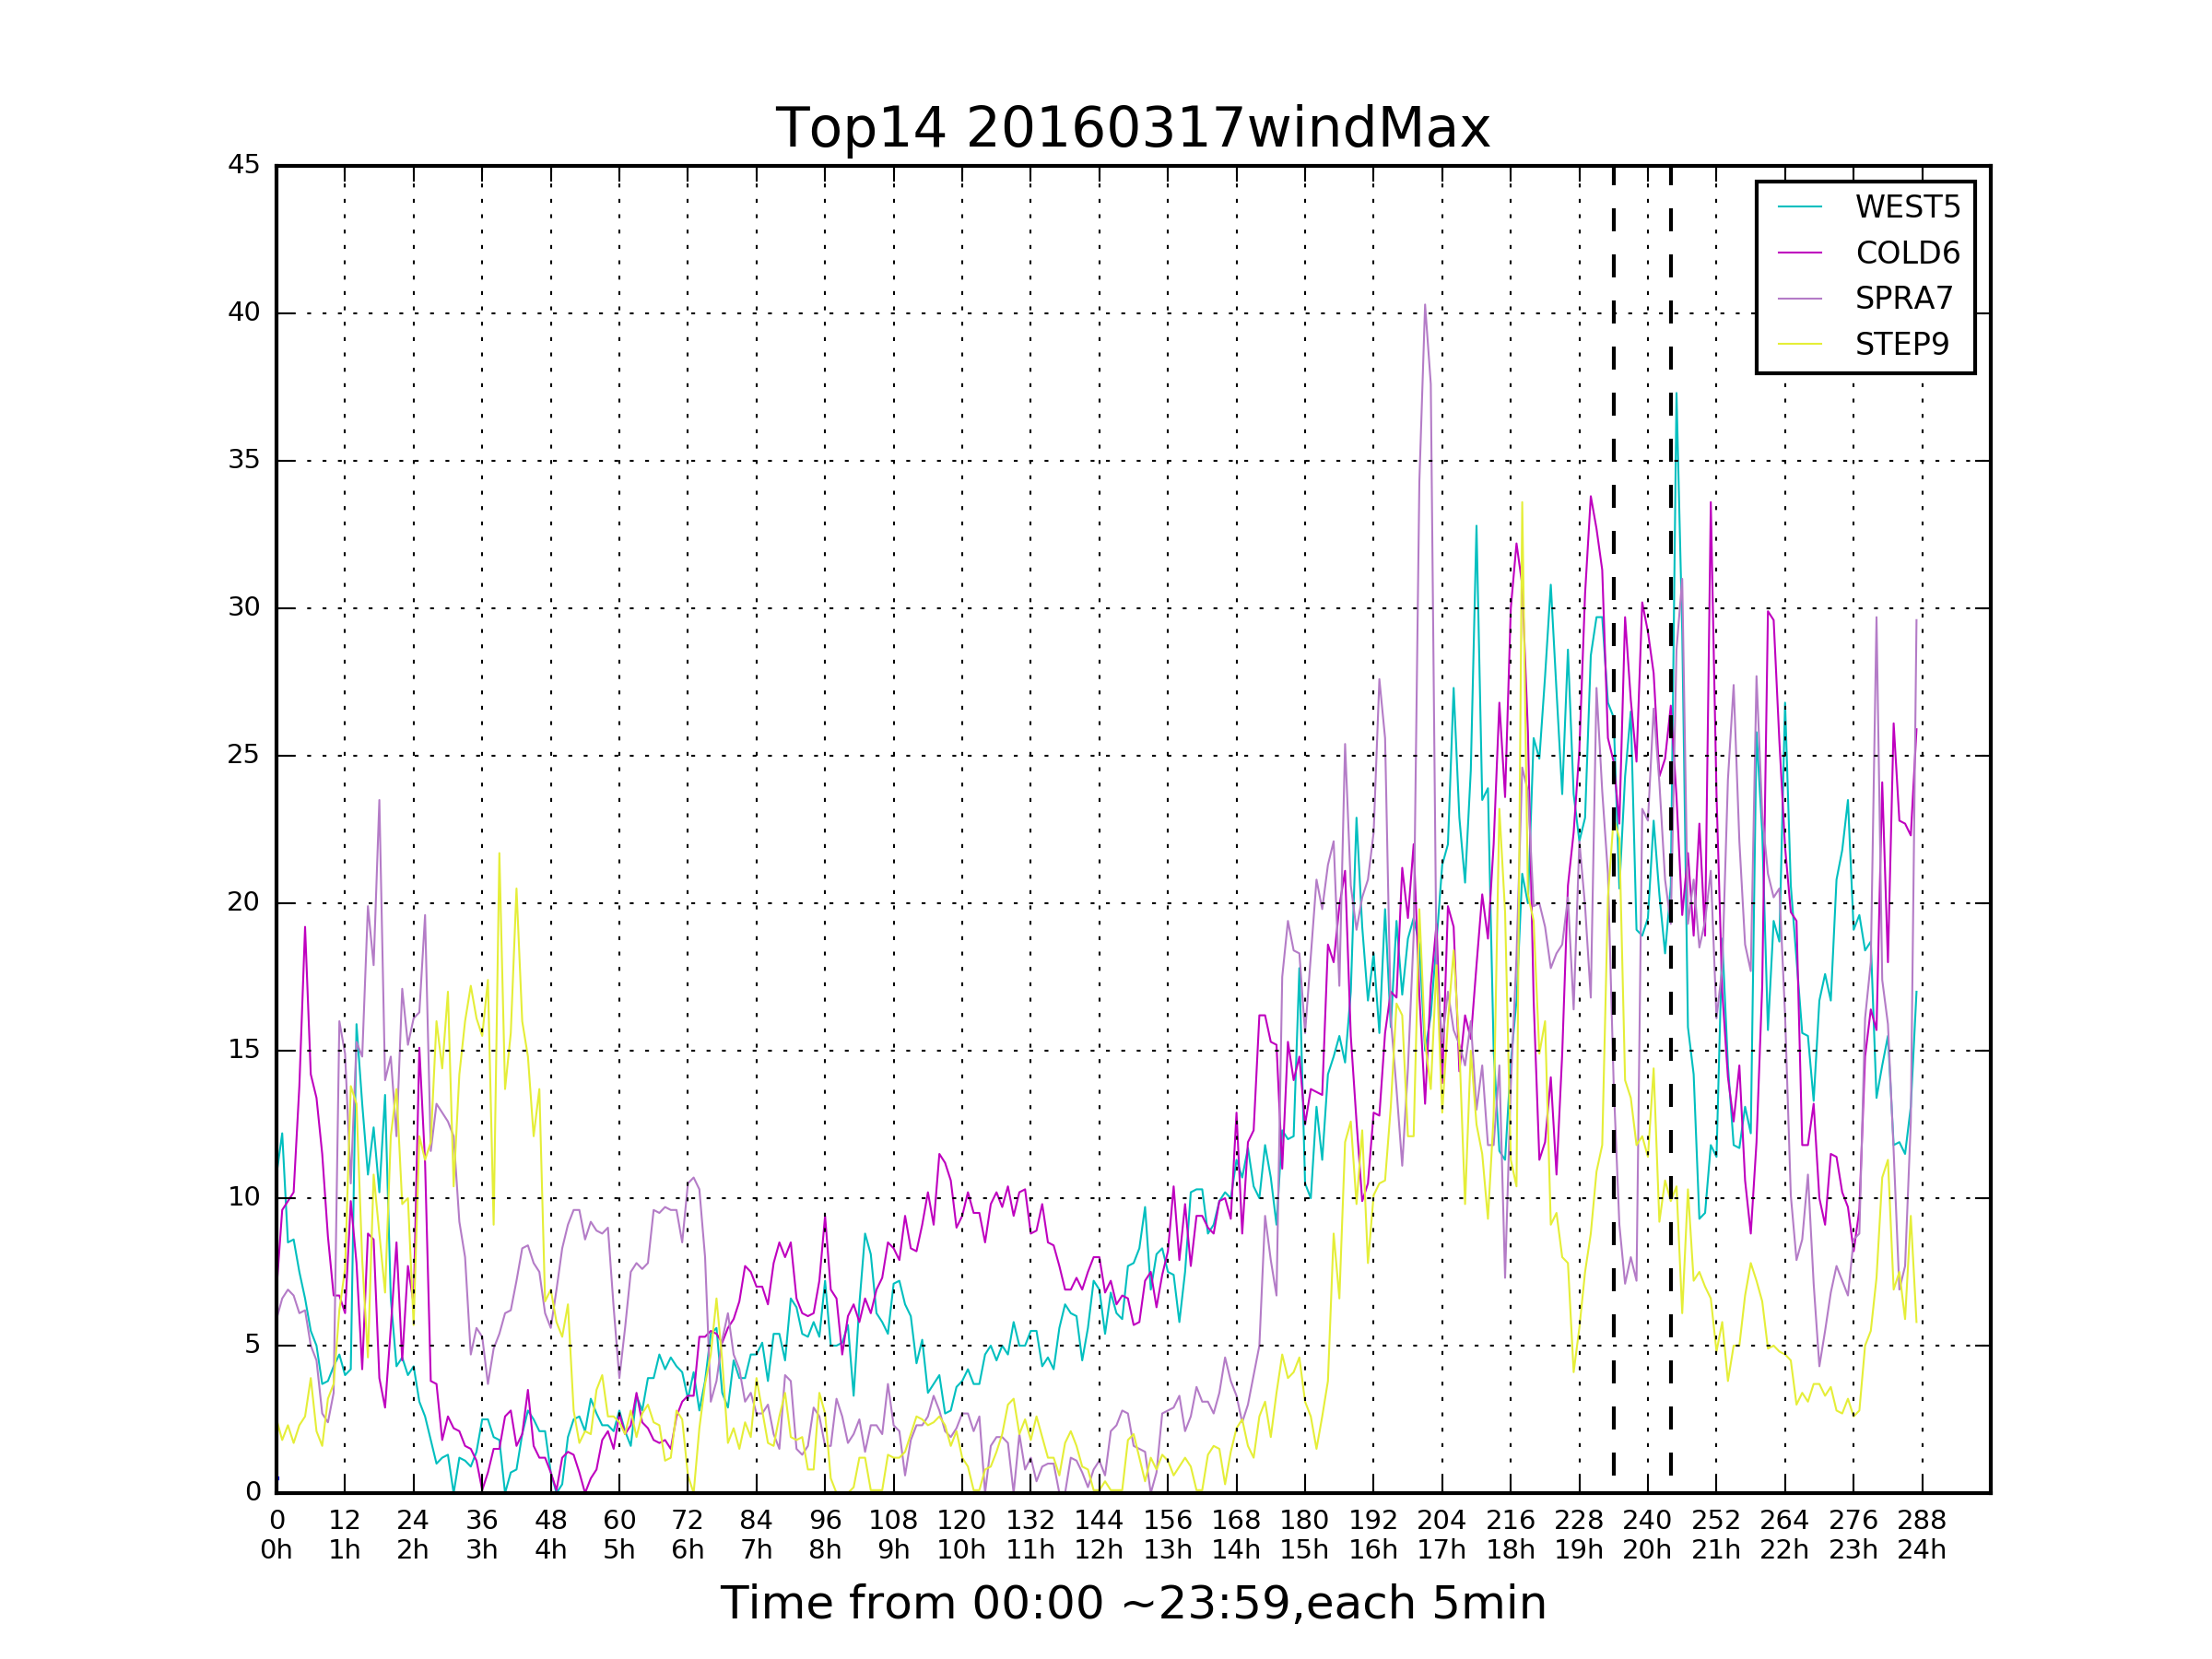 Top14 20160317windMax
45
40
35
30
25
20
15
10
5
0
WEST5
COLD6
SPRA7
STEP9
0 12 24 36 48 60 72 84 96 108 120 132 144 156 168 180 192 204 216 228 240 252 264 276 288
0h 1h 2h 3h 4h 5h 6h 7h 8h 9h 10h 11h 12h 13h 14h 15h 16h 17h 18h 19h 20h 21h 22h 23h 24h
Time from 00:00 ~23:59,each 5min